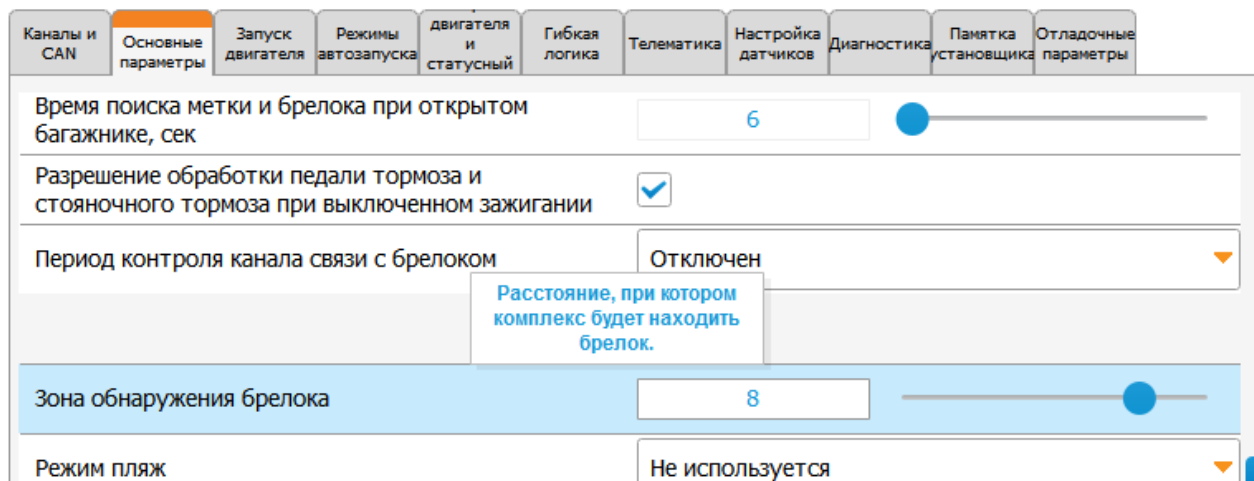 Каналы и
CAN
Основные
параметры
Запуск
двигателя
Режимы
автозапуска
двигателя
и
статусный
Гибкая
логика
Телематика
Настройка
датчиков
Диагностика
Памятка
установщика
Отладочные
параметры
Время поиска метки и брелока при открытом
багажнике, сек
6
Разрешение обработки педали тормоза и
стояночного тормоза при выключенном зажигании
Период контроля канала связи с брелоком
Отключен
Расстояние, при котором
комплекс будет находить
брелок.
Зона обнаружения брелока
8
Режим пляж
Не используется